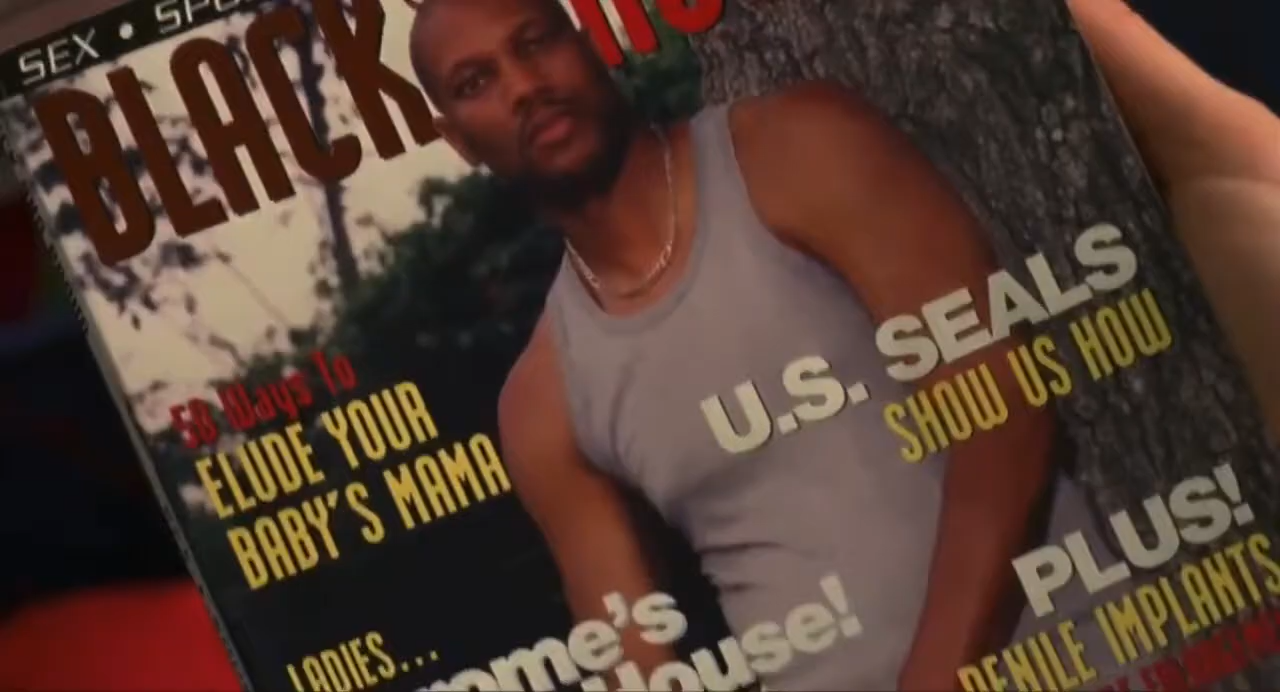 SEX • SPO
BLACK
50 Ways To
ELUDE YOUR
BABY'S MAMA
U.S. SEALS
SHOW US HOW
PLUS!
PENILE IMPLANTS
LADIES...
ome's
House!